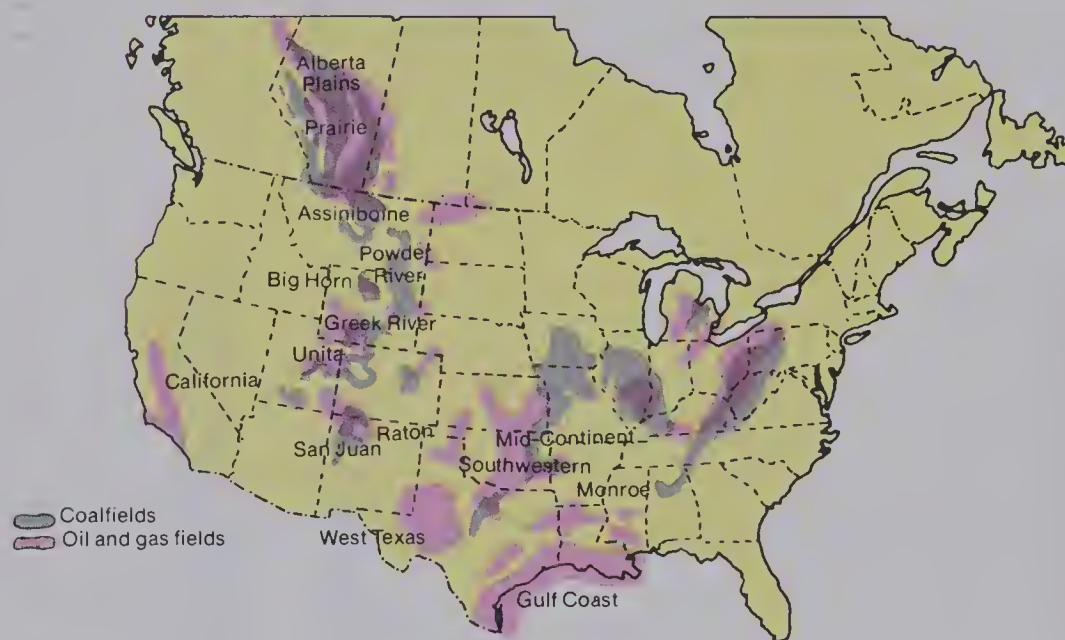 Alberta
Plains
Prairie
Assiniboine
Powder
River
Big Horn
Greek River
Unita
California
Raton
San Juan
Mid-Continent
Southwestern
Monroe
West Texas
Gulf Coast
Coalfields
Oil and gas fields